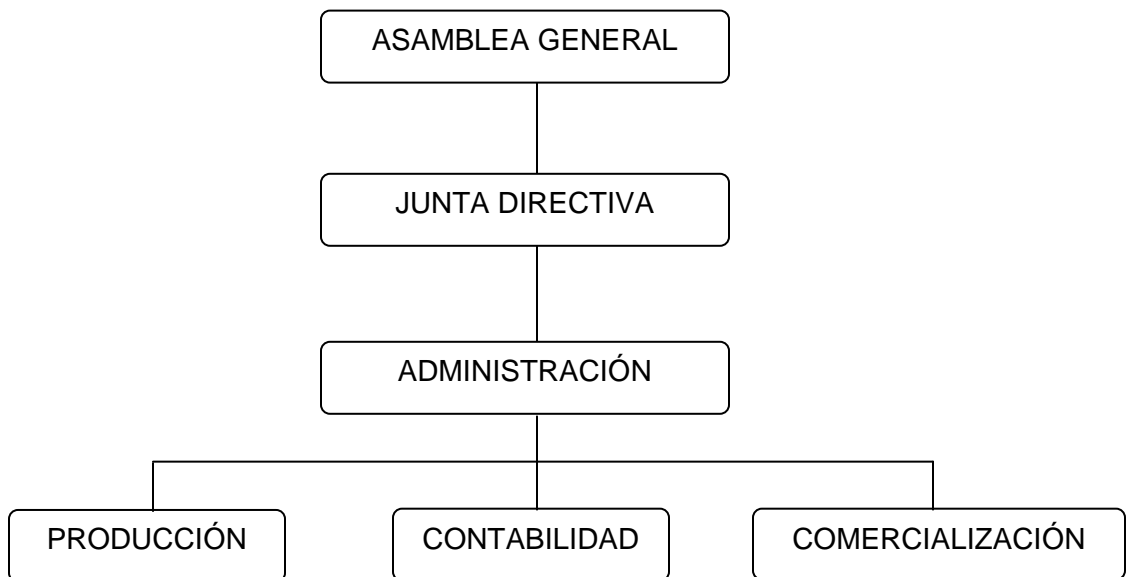 ASAMBLEA GENERAL
JUNTA DIRECTIVA
ADMINISTRACIÓN
PRODUCCIÓN
CONTABILIDAD
COMERCIALIZACIÓN